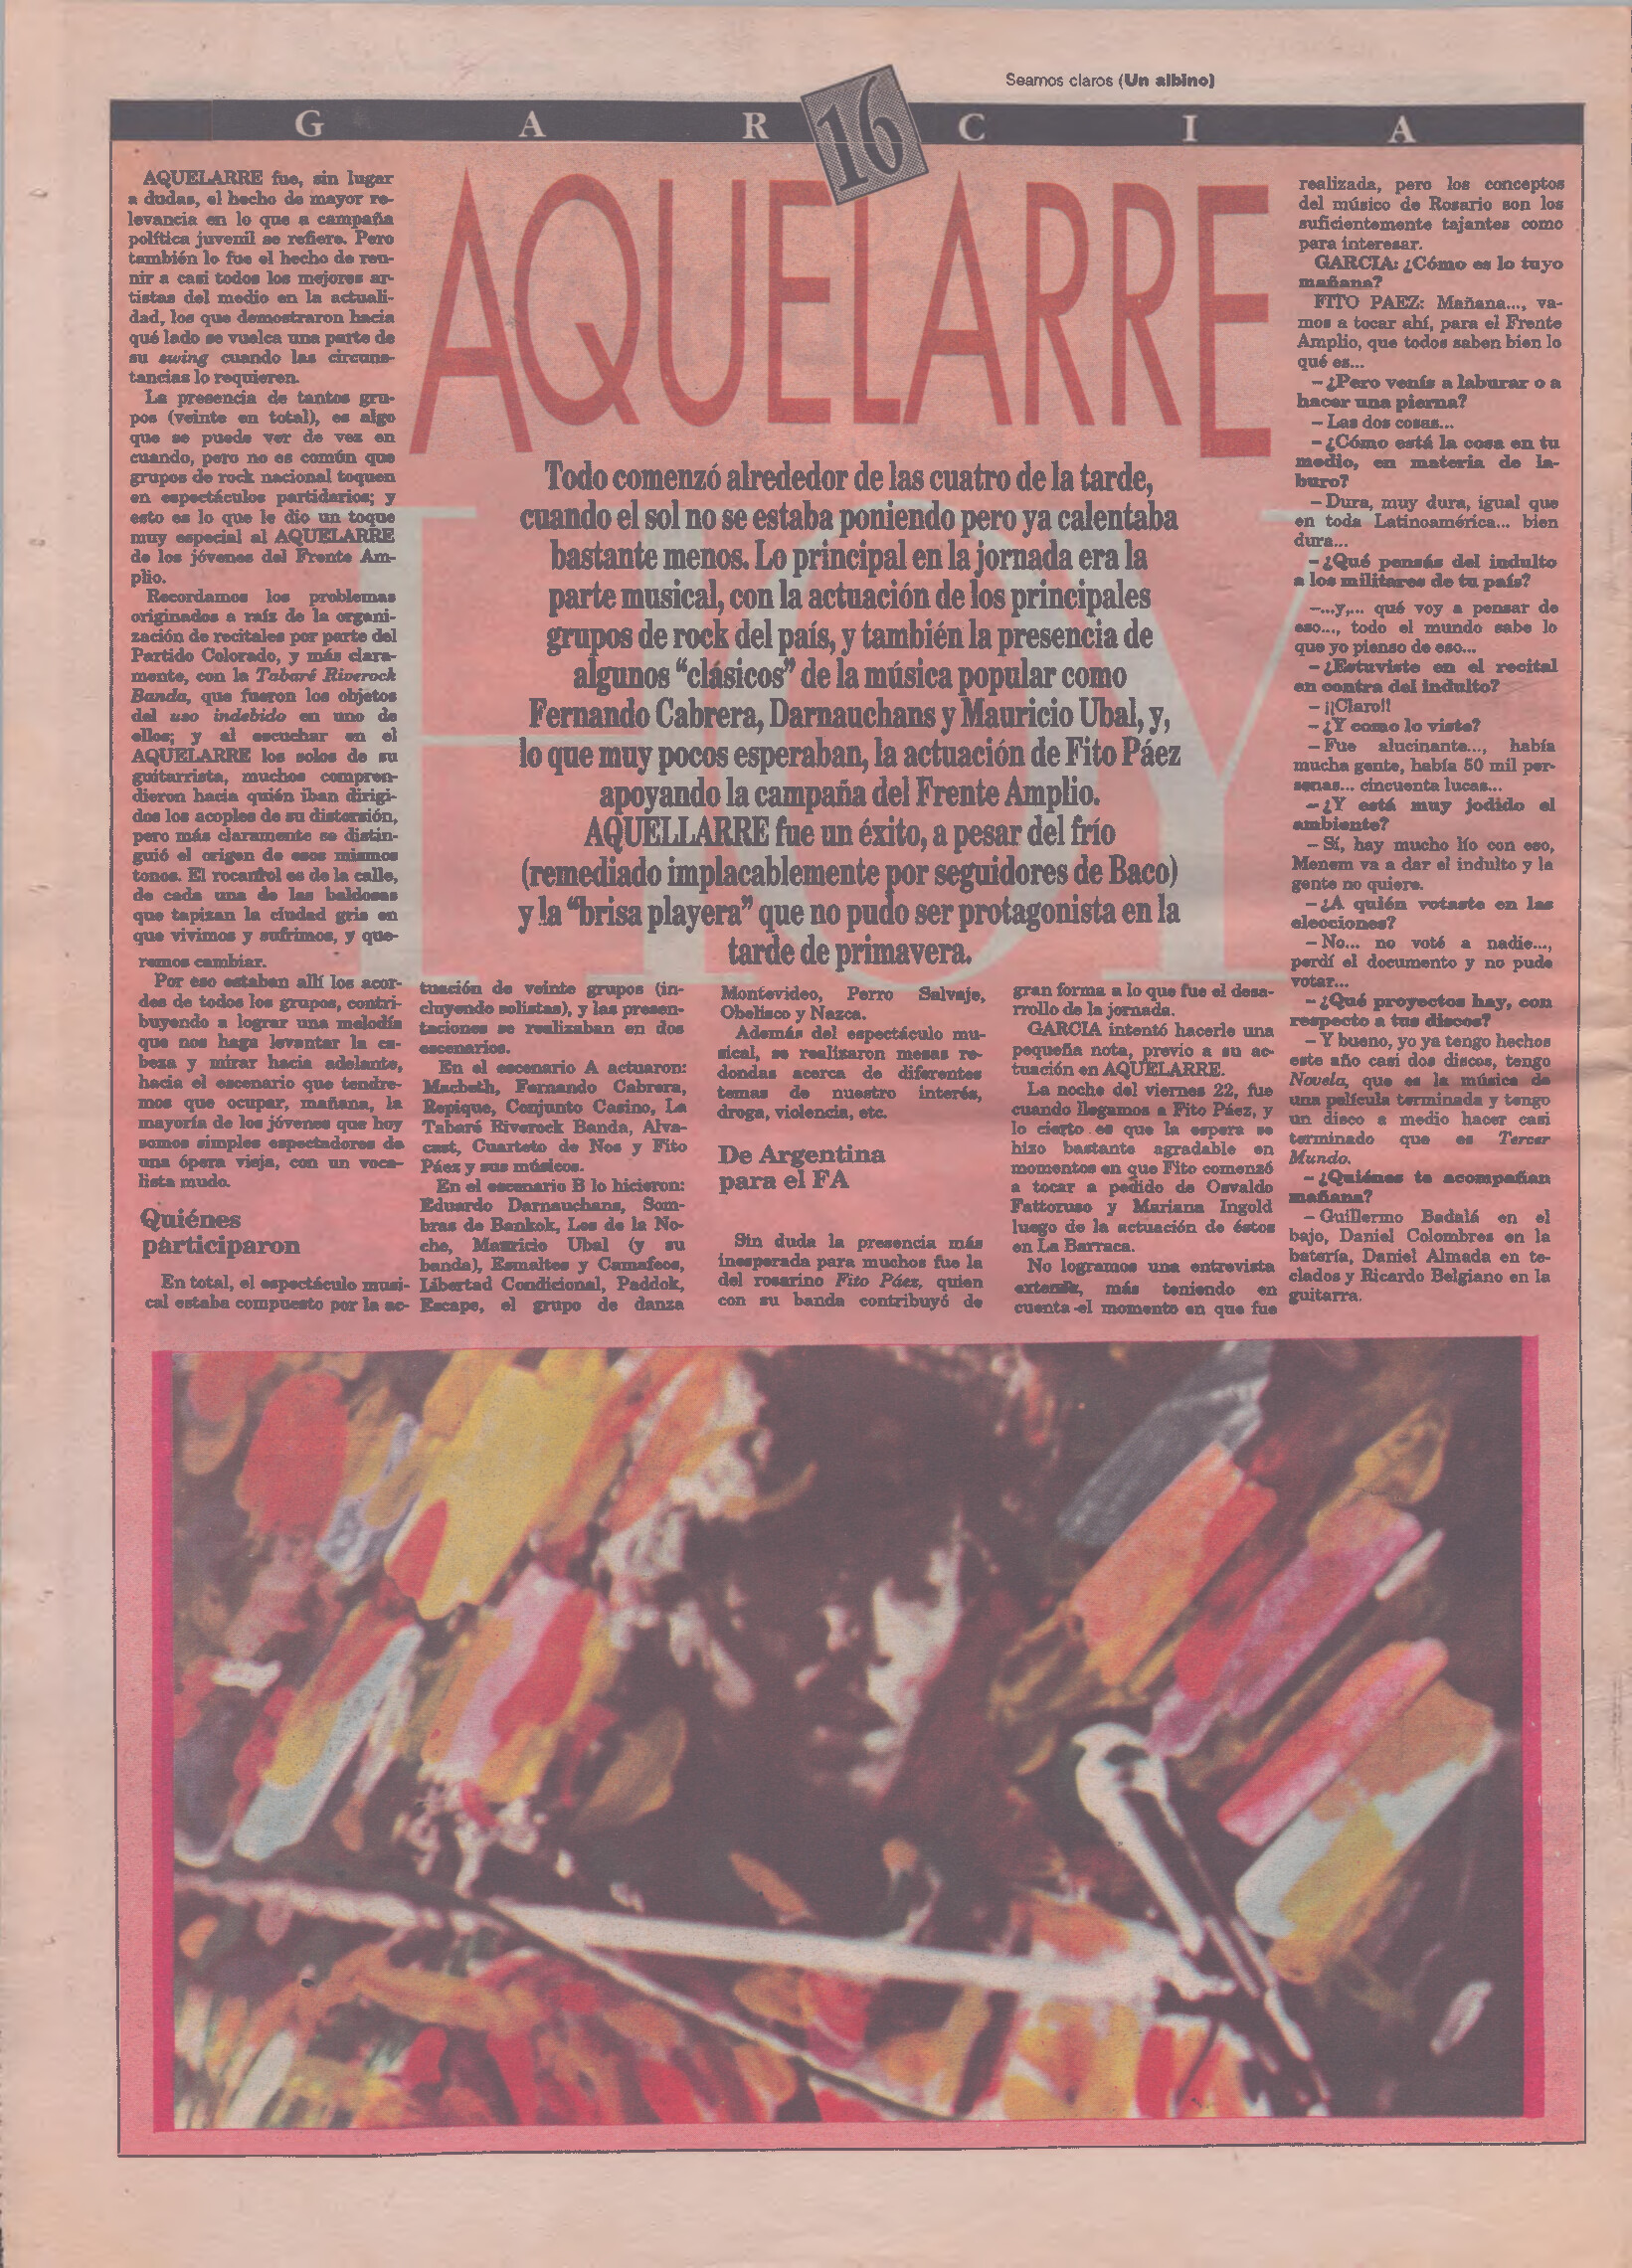 Seamos claros (Un albino)
G A R 16 C I A
AQUELARRE
HOY
Todo comenzó alrededor de las cuatro de la tarde,
cuando el sol no se estaba poniendo pero ya calentaba
bastante menos. Lo principal en la jornada era la
parte musical, con la actuación de los principales
grupos de rock del país, y también la presencia de
algunos “clásicos” de la música popular como
Fernando Cabrera, Darnauchans y Mauricio Ubal, y,
lo que muy pocos esperaban, la actuación de Fito Páez
apoyando la campaña del Frente Amplio.
AQUELLARRE fue un éxito, a pesar del frío
(remediado implacablemente por seguidores de Baco)
y la “brisa playera” que no pudo ser protagonista en la
tarde de primavera.
AQUELARRE fue, sin lugar
a dudas, el hecho de mayor re-
levancia en lo que a campaña
política juvenil se refiere. Pero
también lo fue el hecho de reu-
nir a casi todos los mejores ar-
tistas del medio en la actuali-
dad, los que demostraron hacia
qué lado se vuelca una parte de
su swing cuando las circuns-
tancias lo requieren.
La presencia de tantos gru-
pos (veinte en total), es algo
que se puede ver de vez en
cuando, pero no es común que
grupos de rock nacional toquen
en espectáculos partidarios; y
esto es lo que le dio un toque
muy especial al AQUELARRE
de los jóvenes del Frente Am-
plio.
Recordamos los problemas
originados a raíz de la organi-
zación de recitales por parte del
Partido Colorado, y más clara-
mente, con la Tabaré Riverock
Banda, que fueron los objetos
del uso indebido en uno de
ellos; y al escuchar en el
AQUELARRE los solos de su
guitarrista, muchos compren-
dieron hacia quién iban dirigi-
dos los acoples de su distorsión,
pero más claramente se distin-
guió el origen de esos mismos
tonos. El rocanrol es de la calle,
de cada una de las baldosas
que tapizan la ciudad gris en
que vivimos y sufrimos, y que-
remos cambiar.
Por eso estaban allí los acor-
des de todos los grupos, contri-
buyendo a lograr una melodía
que nos haga levantar la ca-
beza y mirar hacia adelante,
hacia el escenario que tendre-
mos que ocupar, mañana, la
mayoría de los jóvenes que hoy
somos simples espectadores de
una ópera vieja, con un voca-
lista mudo.
Quiénes
participaron
En total, el espectáculo musi-
cal estaba compuesto por la ac-
tuación de veinte grupos (in-
cluyendo solistas), y las presen-
taciones se realizaban en dos
escenarios.
En el escenario A actuaron:
Macbeth, Fernando Cabrera,
Repique, Conjunto Casino, La
Tabaré Riverock Banda, Alva-
cast, Cuarteto de Nos y Fito
Páez y sus músicos.
En el escenario B lo hicieron:
Eduardo Darnauchans, Som-
bras de Bankok, Los de la No-
che, Mauricio Ubal (y su
banda), Esmaltes y Camafeos,
Libertad Condicional, Paddok,
Escape, el grupo de danza
Montevideo, Perro Salvaje,
Obelisco y Nazca.
Además del espectáculo mu-
sical, se realizaron mesas re-
dondas acerca de diferentes
temas de nuestro interés,
droga, violencia, etc.
De Argentina
para el FA
Sin duda la presencia más
inesperada para muchos fue la
del rosarino Fito Páez, quien
con su banda contribuyó de
gran forma a lo que fue el desa-
rrollo de la jornada.
GARCIA intentó hacerle una
pequeña nota, previo a su ac-
tuación en AQUELARRE.
La noche del viernes 22, fue
cuando llegamos a Fito Páez, y
lo cierto es que la espera se
hizo bastante agradable en
momentos en que Fito comenzó
a tocar a pedido de Osvaldo
Fattoruso y Mariana Ingold
luego de la actuación de éstos
en La Barraca.
No logramos una entrevista
extensa, más teniendo en
cuenta el momento en que fue
realizada, pero los conceptos
del músico de Rosario son los
suficientemente tajantes como
para interesar.
GARCIA: ¿Cómo es lo tuyo
mañana?
FITO PAEZ: Mañana..., va-
mos a tocar ahí, para el Frente
Amplio, que todos saben bien lo
qué es...
– ¿Pero venís a laburar o a
hacer una pierna?
– Las dos cosas...
– ¿Cómo está la cosa en tu
medio, en materia de la-
buro?
– Dura, muy dura, igual que
en toda Latinoamérica... bien
dura...
– ¿Qué pensás del indulto
a los militares de tu país?
–...y,... qué voy a pensar de
eso..., todo el mundo sabe lo
que yo pienso de eso...
– ¿Estuviste en el recital
en contra del indulto?
– ¡¡Claro!!
– ¿Y como lo viste?
– Fue alucinante..., había
mucha gente, había 50 mil per-
sonas... cincuenta lucas...
– ¿Y está muy jodido el
ambiente?
– Sí, hay mucho lío con eso,
Menem va a dar el indulto y la
gente no quiere.
– ¿A quién votaste en las
elecciones?
– No... no voté a nadie...,
perdí el documento y no pude
votar...
– ¿Qué proyectos hay, con
respecto a tus discos?
– Y bueno, yo ya tengo hechos
este año casi dos discos, tengo
Novela, que es la música de
una película terminada y tengo
un disco a medio hacer casi
terminado que es Tercer
Mundo.
– ¿Quiénes te acompañan
mañana?
– Guillermo Badalá en el
bajo, Daniel Colombres en la
batería, Daniel Almada en te-
clados y Ricardo Belgiano en la
guitarra.